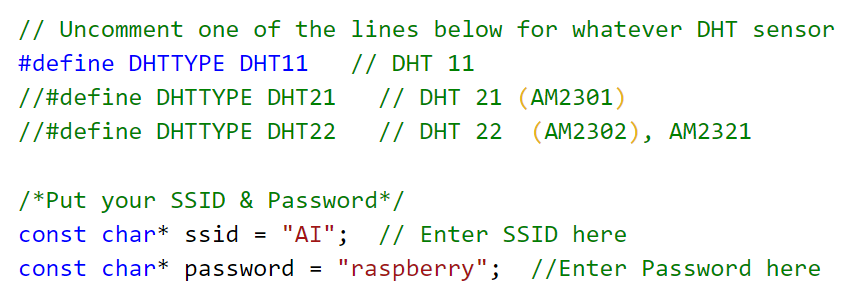 // Uncomment one of the lines below for whatever DHT sensor
#define DHTTYPE DHT11   // DHT 11
//#define DHTTYPE DHT21   // DHT 21 (AM2301)
//#define DHTTYPE DHT22   // DHT 22  (AM2302), AM2321
/*Put your SSID & Password*/
const char* ssid = "AI";  // Enter SSID here
const char* password = "raspberry";  //Enter Password here